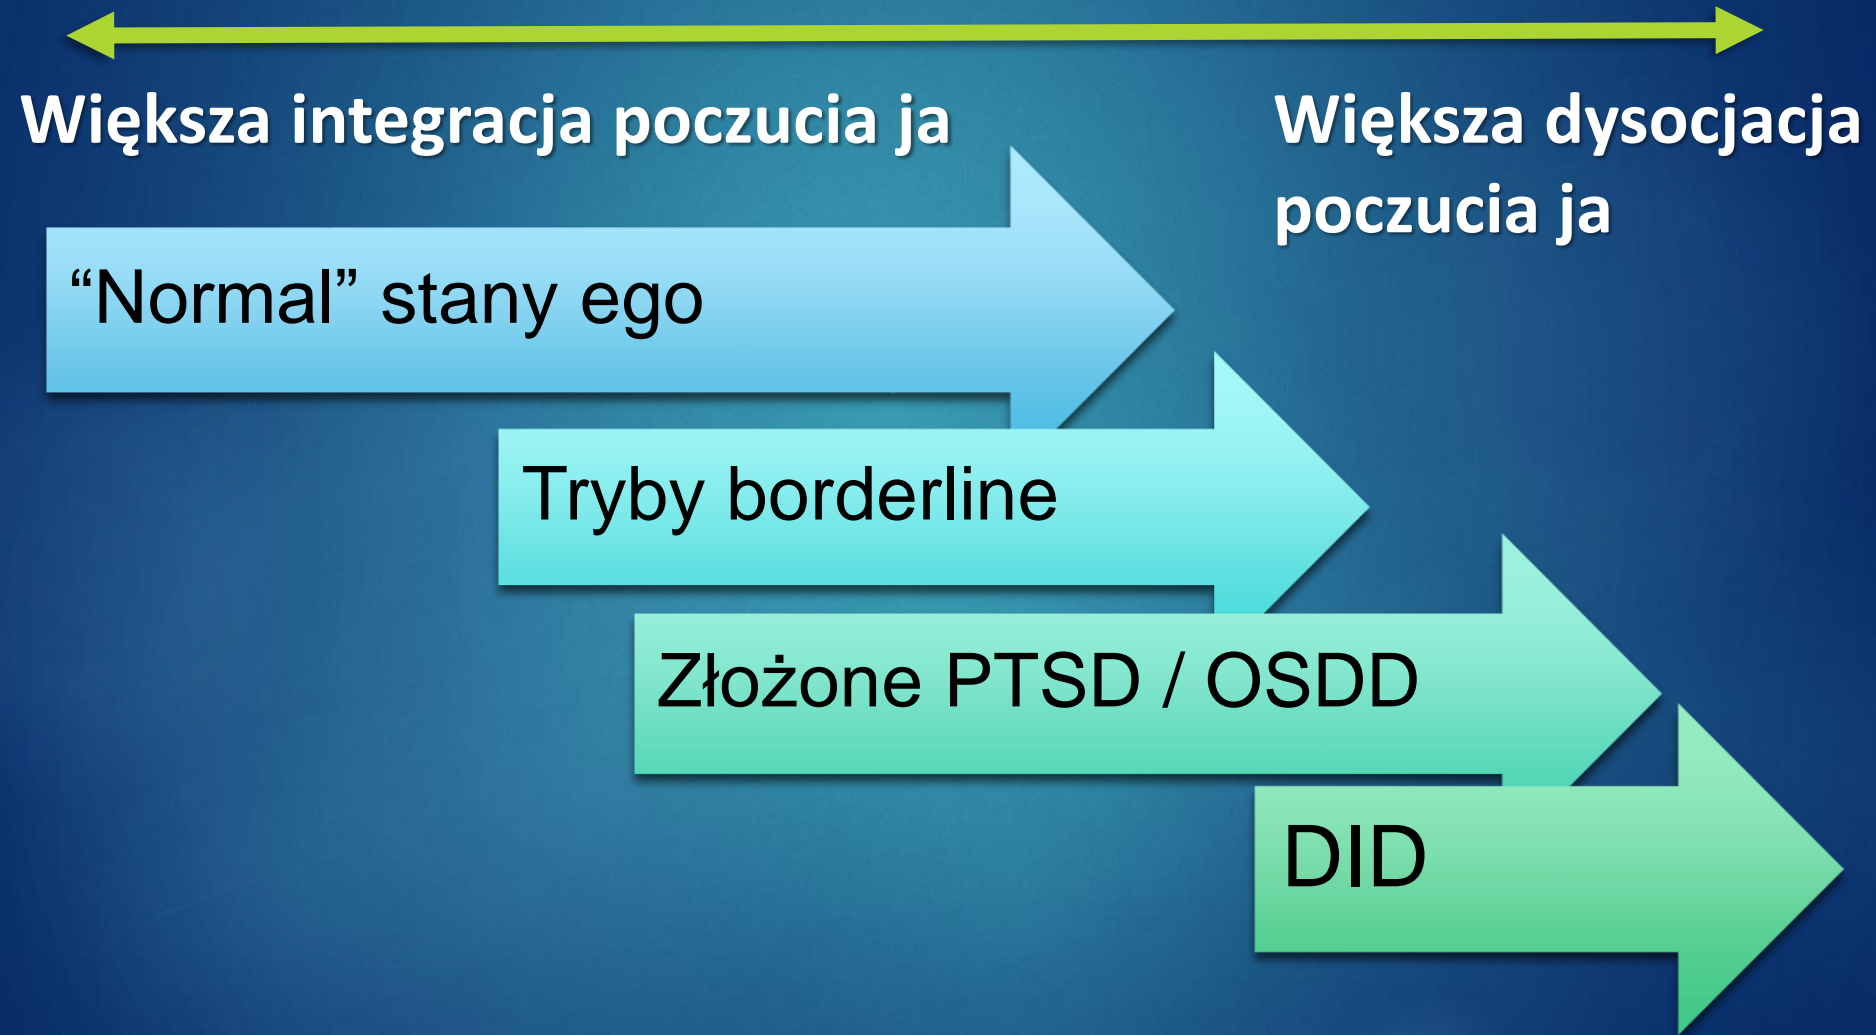 Większa integracja poczucia ja
Większa dysocjacja
poczucia ja
“Normal” stany ego
Tryby borderline
Złożone PTSD / OSDD
DID